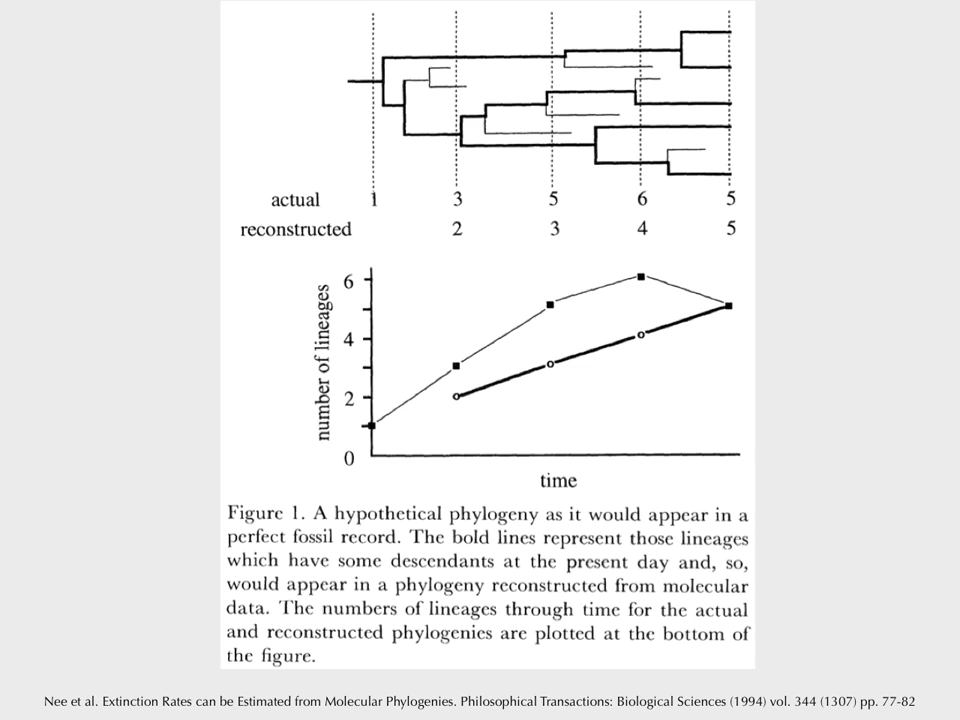 actual 1 3 5 6 5
reconstructed 2 3 4 5
6
4
2
0
number of lineages
time
Figure 1. A hypothetical phylogeny as it would appear in a
perfect fossil record. The bold lines represent those lineages
which have some descendants at the present day and, so,
would appear in a phylogeny reconstructed from molecular
data. The numbers of lineages through time for the actual
and reconstructed phylogenies are plotted at the bottom of
the figure.
Nee et al. Extinction Rates can be Estimated from Molecular Phylogenies. Philosophical Transactions: Biological Sciences (1994) vol. 344 (1307) pp. 77-82